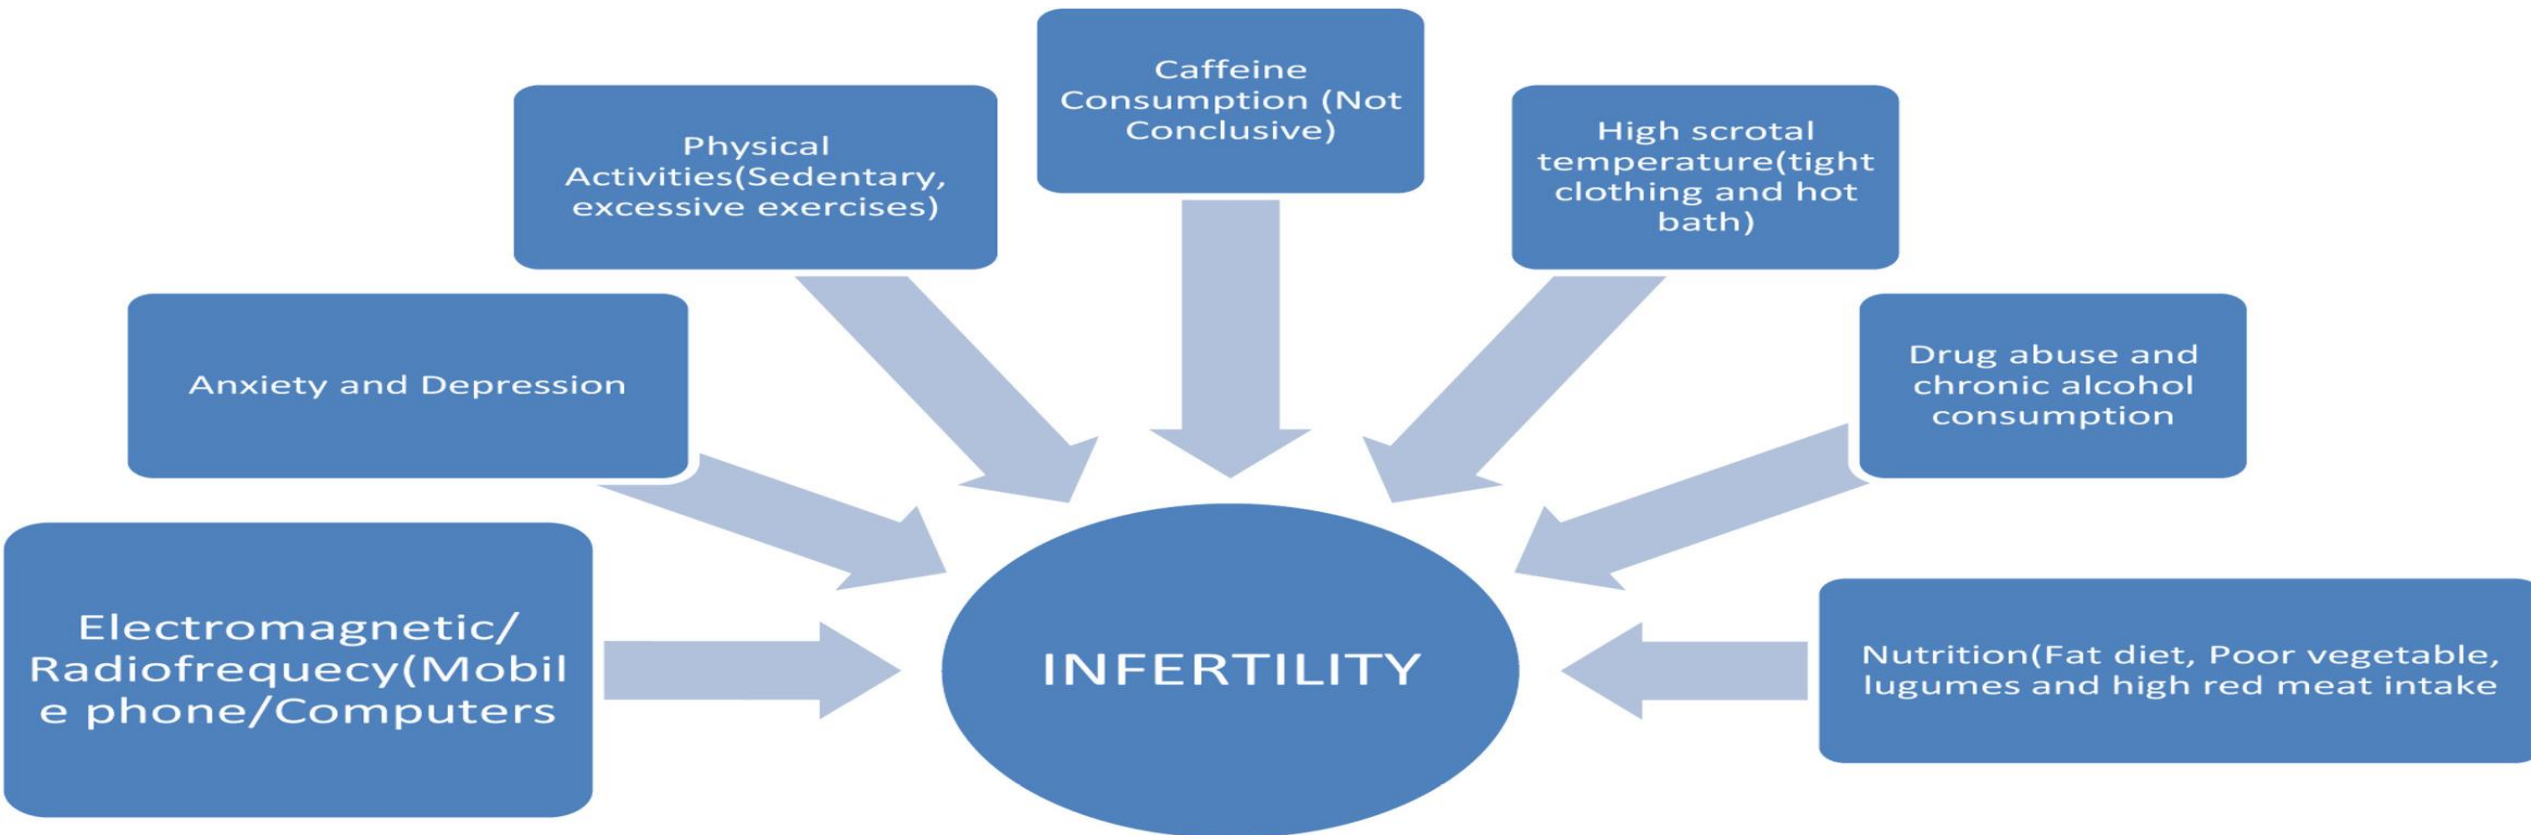 Caffeine
Consumption (Not
Conclusive)
Physical
Activities(Sedentary,
excessive exercises)
High scrotal
temperature(tight
clothing and hot
bath)
Anxiety and Depression
Drug abuse and
chronic alcohol
consumption
Electromagnetic/
Radiofrequecy(Mobil
e phone/Computers
INFERTILITY
Nutrition(Fat diet, Poor vegetable,
lugumes and high red meat intake